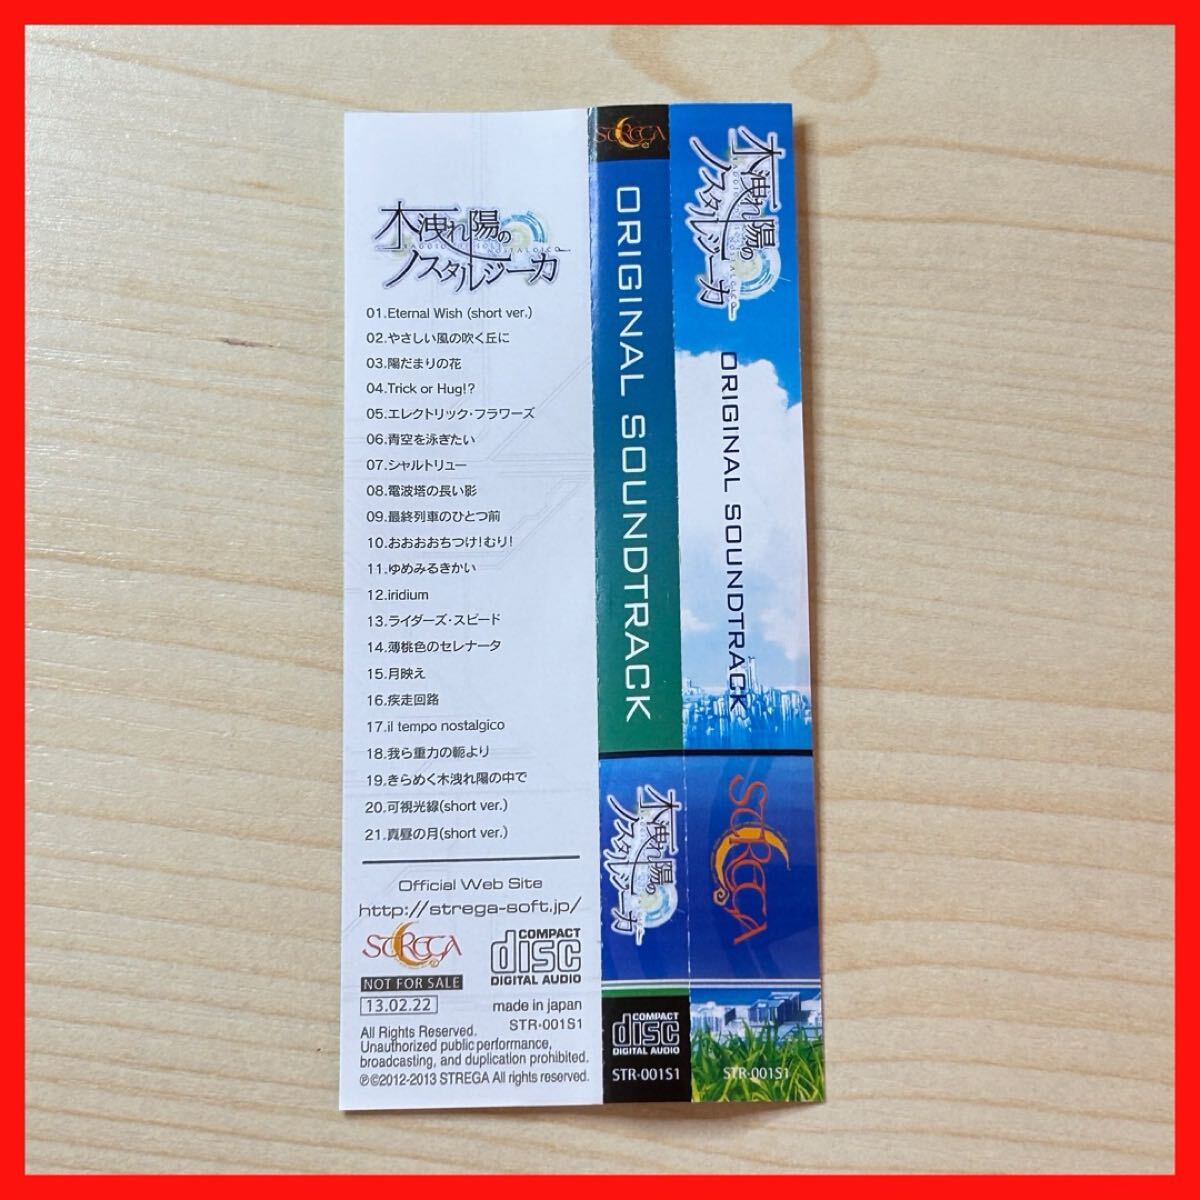 木洩れ陽の
ノスタルジーカ
01.Eternal Wish (short ver.)
02.やさしい風の吹く丘に
03.陽だまりの花
04.Trick or Hug!?
05.エレクトリック・フラワーズ
06.青空を泳ぎたい
07.シャルトリュー
08.電波塔の長い影
09.最終列車のひとつ前
10.おおおおちつけ!むり!
11.ゆめみるきかい
12.iridium
13.ライダーズ・スピード
14.薄桃色のセレナータ
15.月映え
16.疾走回路
17.il tempo nostalgico
18.我ら重力の軛より
19.きらめく木洩れ陽の中で
20.可視光線(short ver.)
21.真昼の月(short ver.)
Official Web Site
http://strega-soft.jp/
STREGA
COMPACT
disc
DIGITAL AUDIO
NOT FOR SALE
13.02.22
made in japan
STR-001S1
All Rights Reserved.
Unauthorized public performance,
broadcasting, and duplication prohibited.
℗©2012-2013 STREGA All rights reserved.
STREGA
ORIGINAL SOUNDTRACK
木洩れ陽の
ノスタルジーカ
COMPACT
disc
DIGITAL AUDIO
STR-001S1
木洩れ陽の
ノスタルジーカ
ORIGINAL SOUNDTRACK
STREGA
STR-001S1